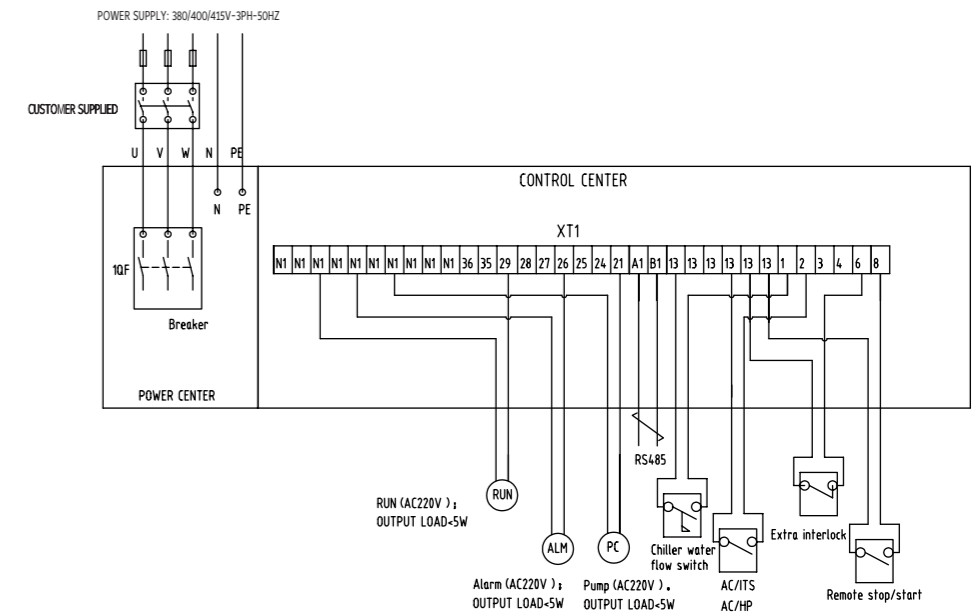 POWER SUPPLY: 380/400/415V-3PH-50HZ
CUSTOMER SUPPLIED
U V W N PE
CONTROL CENTER
N PE
XT1
N1 N1 N1 N1 N1 N1 N1 N1 N1 N1 36 35 29 28 27 26 25 24 21 A1 B1 13 13 13 13 13 13 1 2 3 4 6 8
1QF
Breaker
POWER CENTER
RS485
RUN
RUN (AC220V );
OUTPUT LOAD<5W
ALM
PC
Chiller water
flow switch
Extra interlock
Alarm (AC220V );
OUTPUT LOAD<5W
Pump (AC220V ).
OUTPUT LOAD<5W
AC/ITS
AC/HP
Remote stop/start